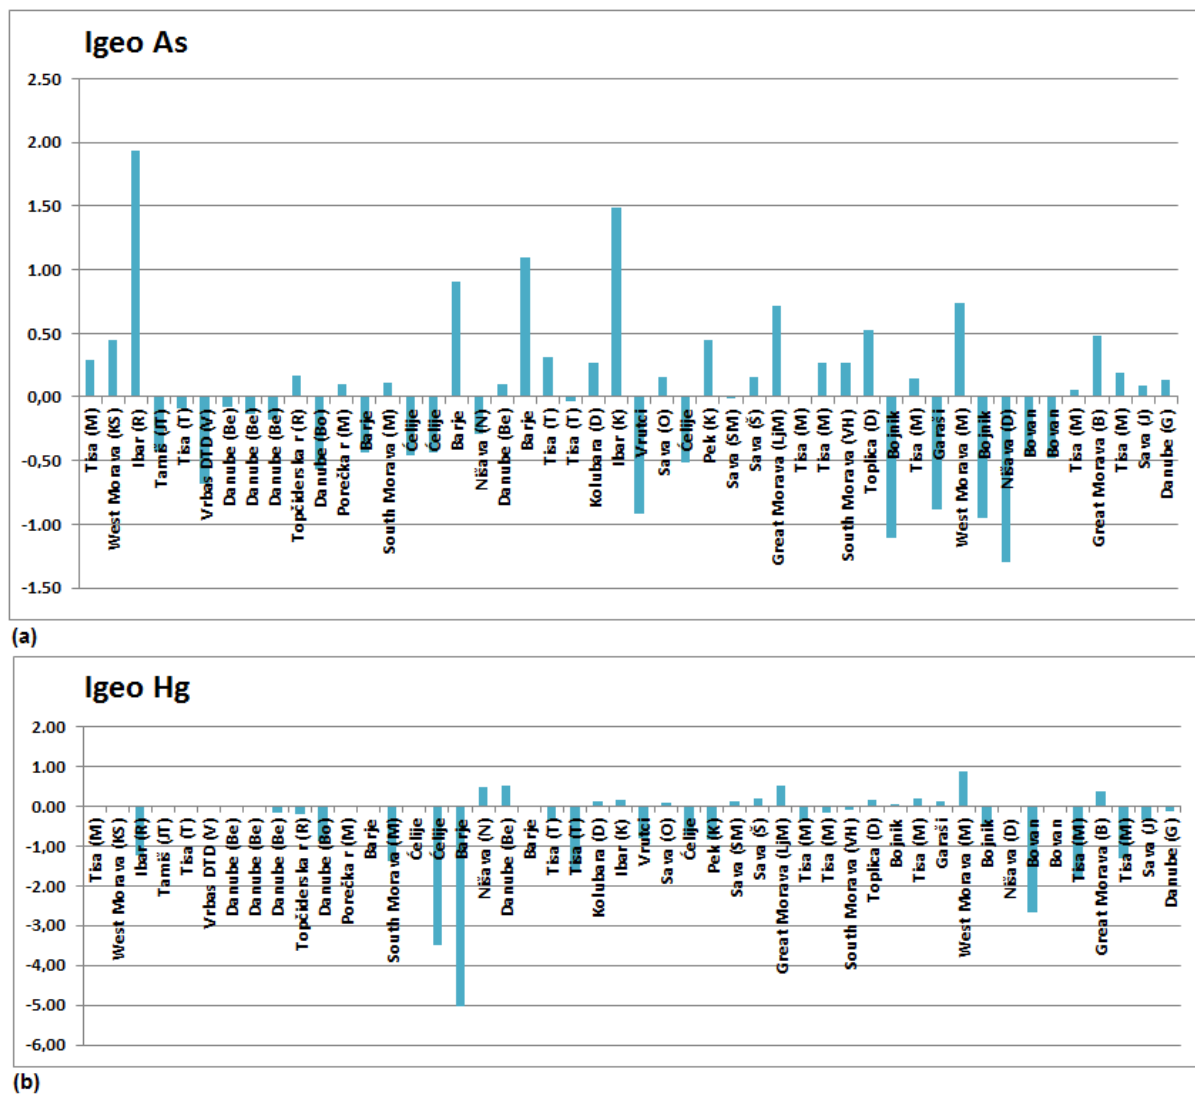 Igeo As
2.50
2.00
1.50
1.00
0.50
0,00
-0.50
-1.00
-1.50
Tisa (M)
West Morava (KS)
Ibar (R)
Tamiš (JT)
Tisa (T)
Vrbas DTD (V)
Danube (Be)
Danube (Be)
Danube (Be)
Topčiderska r (R)
Danube (Bo)
Porečka r (M)
Barje
South Morava (M)
Ćelije
Ćelije
Barje
Nišava (N)
Danube (Be)
Barje
Tisa (T)
Tisa (T)
Kolubara (D)
Ibar (K)
Vrutci
Sava (O)
Ćelije
Pek (K)
Sava (SM)
Sava (Š)
Great Morava (LjM)
Tisa (M)
Tisa (M)
South Morava (VH)
Toplica (D)
Bojnik
Tisa (M)
Garaši
West Morava (M)
Bojnik
Nišava (D)
Bovan
Bovan
Tisa (M)
Great Morava (B)
Tisa (M)
Sava (J)
Danube (G)
(a)
Igeo Hg
2.00
1.00
0.00
-1,00
-2.00
-3,00
-4.00
-5.00
-6,00
Tisa (M)
West Morava (KS)
Ibar (R)
Tamiš (JT)
Tisa (T)
Vrbas DTD (V)
Danube (Be)
Danube (Be)
Danube (Be)
Topčiderska r (R)
Danube (Bo)
Porečka r (M)
Barje
South Morava (M)
Ćelije
Ćelije
Barje
Nišava (N)
Danube (Be)
Barje
Tisa (T)
Tisa (T)
Kolubara (D)
Ibar (K)
Vrutci
Sava (O)
Ćelije
Pek (K)
Sava (SM)
Sava (Š)
Great Morava (LjM)
Tisa (M)
Tisa (M)
South Morava (VH)
Toplica (D)
Bojnik
Tisa (M)
Garaši
West Morava (M)
Bojnik
Nišava (D)
Bovan
Bovan
Tisa (M)
Great Morava (B)
Tisa (M)
Sava (J)
Danube (G)
(b)